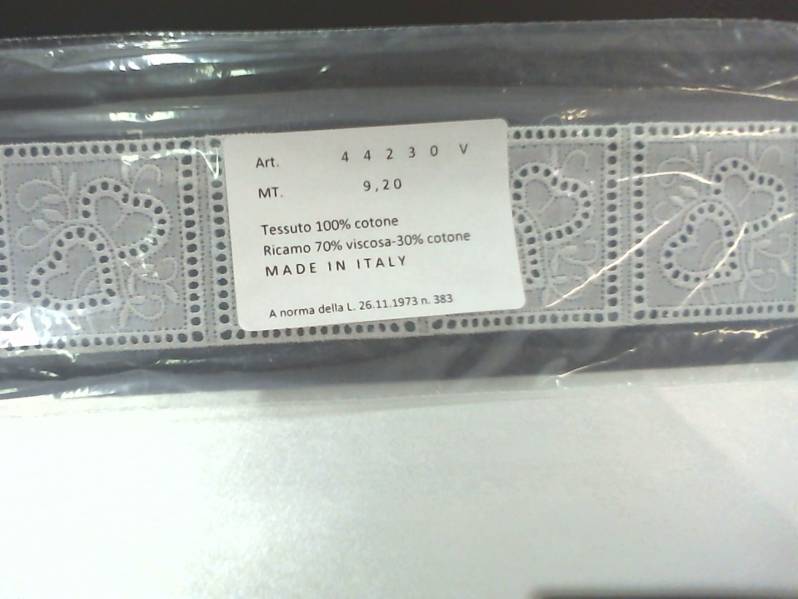 Art. 4 4 2 3 0 V
MT. 9,20
Tessuto 100% cotone
Ricamo 70% viscosa-30% cotone
MADE IN ITALY
A norma della L. 26.11.1973 n. 383